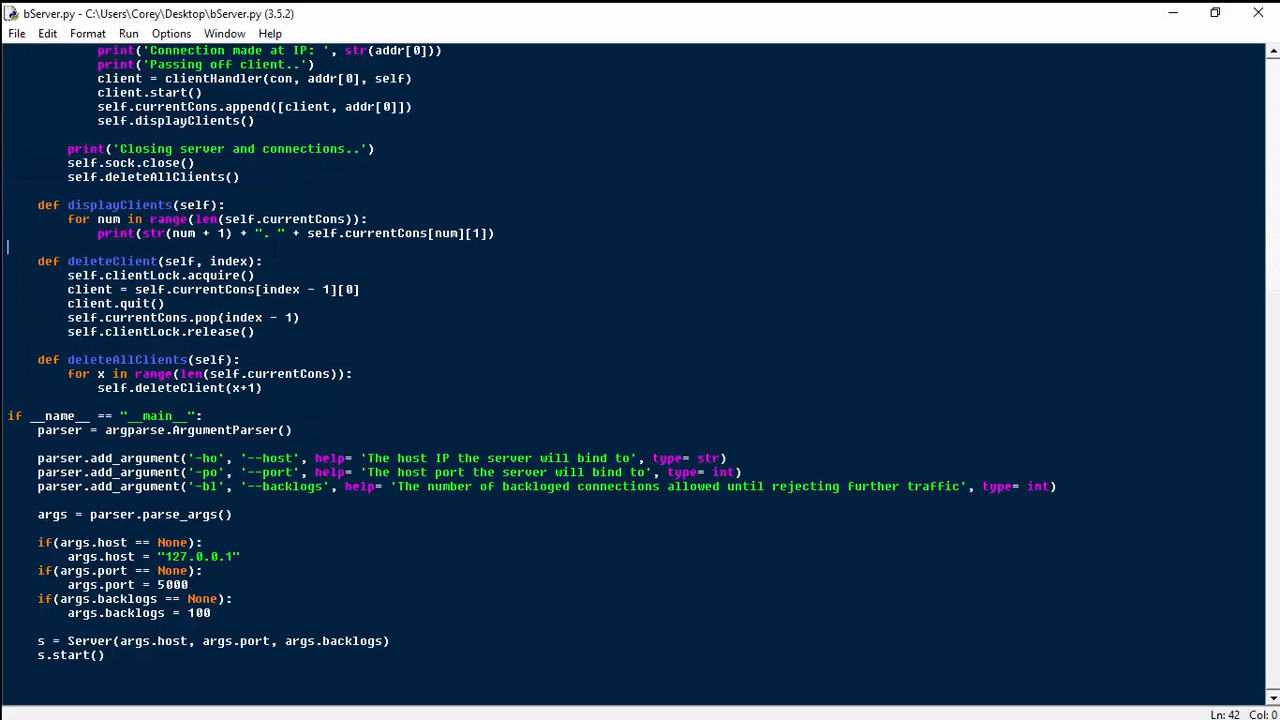 bServer.py - C:\Users\Corey\Desktop\bServer.py (3.5.2)
File Edit Format Run Options Window Help
print('Connection made at IP: ', str(addr[0]))
print('Passing off client..')
client = clientHandler(con, addr[0], self)
client.start()
self.currentCons.append([client, addr[0]])
self.displayClients()
print('Closing server and connections..')
self.sock.close()
self.deleteAllClients()
def displayClients(self):
for num in range(len(self.currentCons)):
print(str(num + 1) + ". " + self.currentCons[num][1])
def deleteClient(self, index):
self.clientLock.acquire()
client = self.currentCons[index - 1][0]
client.quit()
self.currentCons.pop(index - 1)
self.clientLock.release()
def deleteAllClients(self):
for x in range(len(self.currentCons)):
self.deleteClient(x+1)
if __name__ == "__main__":
parser = argparse.ArgumentParser()
parser.add_argument('-ho', '--host', help= 'The host IP the server will bind to', type= str)
parser.add_argument('-po', '--port', help= 'The host port the server will bind to', type= int)
parser.add_argument('-bl', '--backlogs', help= 'The number of backloged connections allowed until rejecting further traffic', type= int)
args = parser.parse_args()
if(args.host == None):
args.host = "127.0.0.1"
if(args.port == None):
args.port = 5000
if(args.backlogs == None):
args.backlogs = 100
s = Server(args.host, args.port, args.backlogs)
s.start()
Ln: 42 Col: 0